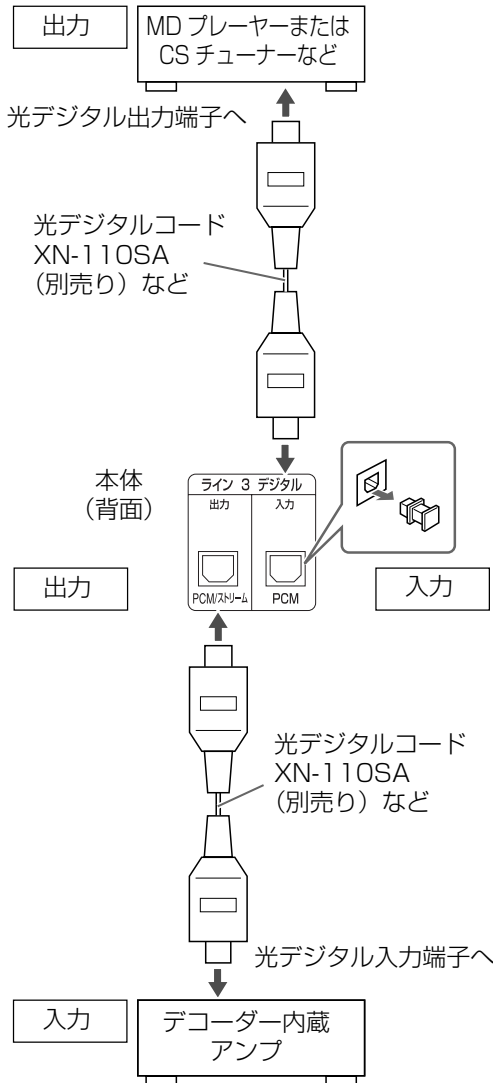 出力
MD プレーヤーまたは
CS チューナーなど
光デジタル出力端子へ
光デジタルコード
XN-110SA
（別売り）など
本体
（背面）
ライン 3 デジタル
出力 入力
PCM/ストリーム PCM
出力 入力
光デジタルコード
XN-110SA
（別売り）など
光デジタル入力端子へ
入力
デコーダー内蔵
アンプ